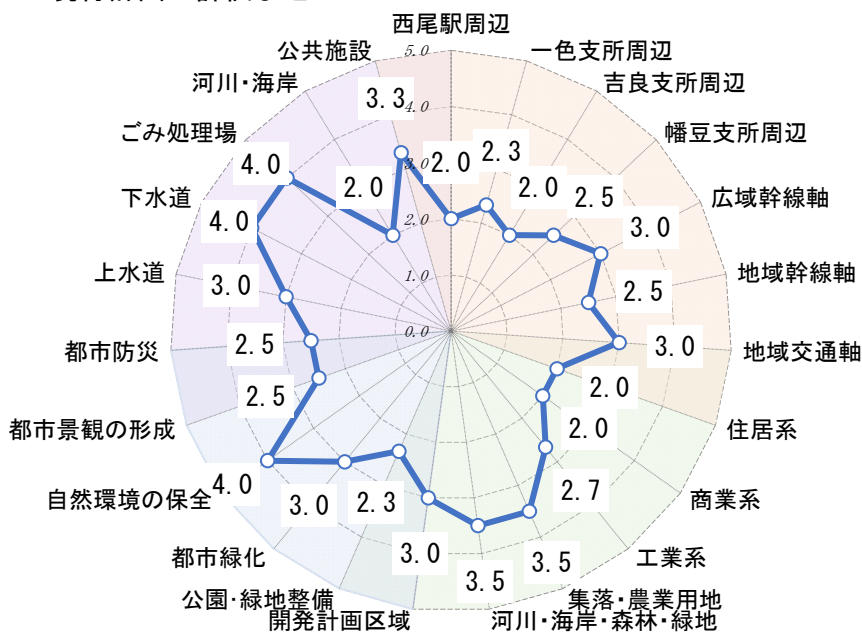 西尾駅周辺
一色支所周辺
吉良支所周辺
幡豆支所周辺
広域幹線軸
地域幹線軸
地域交通軸
住居系
商業系
工業系
集落・農業用地
河川・海岸・森林・緑地
開発計画区域
公園・緑地整備
都市緑化
自然環境の保全
都市景観の形成
都市防災
上水道
下水道
ごみ処理場
河川・海岸
公共施設
5.0
4.0
3.0
2.0
1.0
0.0
2.0
2.3
2.0
2.5
3.0
2.5
3.0
2.0
2.0
2.7
3.5
3.5
3.0
2.3
3.0
4.0
2.5
2.5
3.0
4.0
4.0
2.0
3.3